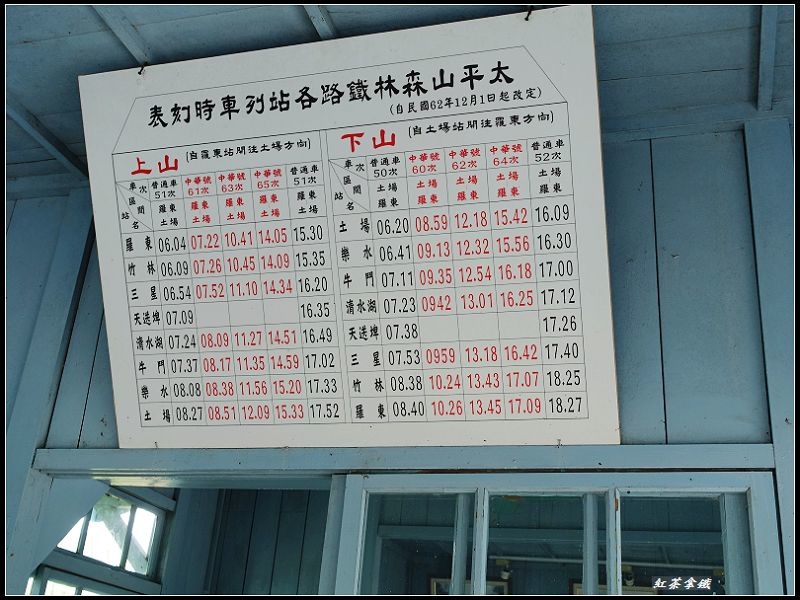 太平山森林鐵路各站列車時刻表
(自民國62年12月1日起改定)
上山 (自羅東站開往土場方向)
車次 區間 站名 普通車51次 中華號61次 中華號63次 中華號65次 普通車51次
羅東 土場 羅東 土場 羅東 土場 羅東 土場 羅東 土場
羅東 06.04 07.22 10.41 14.05 15.30
竹林 06.09 07.26 10.45 14.09 15.35
三星 06.54 07.52 11.10 14.34 16.20
天送埤 07.09 16.35
清水湖 07.24 08.09 11.27 14.51 16.49
牛門 07.37 08.17 11.35 14.59 17.02
樂水 08.08 08.38 11.56 15.20 17.33
土場 08.27 08.51 12.09 15.33 17.52
下山 (自土場站開往羅東方向)
車次 區間 站名 普通車50次 中華號60次 中華號62次 中華號64次 普通車52次
土場 羅東 土場 羅東 土場 羅東 土場 羅東 土場 羅東
土場 06.20 08.59 12.18 15.42 16.09
樂水 06.41 09.13 12.32 15.56 16.30
牛門 07.11 09.35 12.54 16.18 17.00
清水湖 07.23 0942 13.01 16.25 17.12
天送埤 07.38 17.26
三星 07.53 0959 13.18 16.42 17.40
竹林 08.38 10.24 13.43 17.07 18.25
羅東 08.40 10.26 13.45 17.09 18.27
紅茶拿鐵